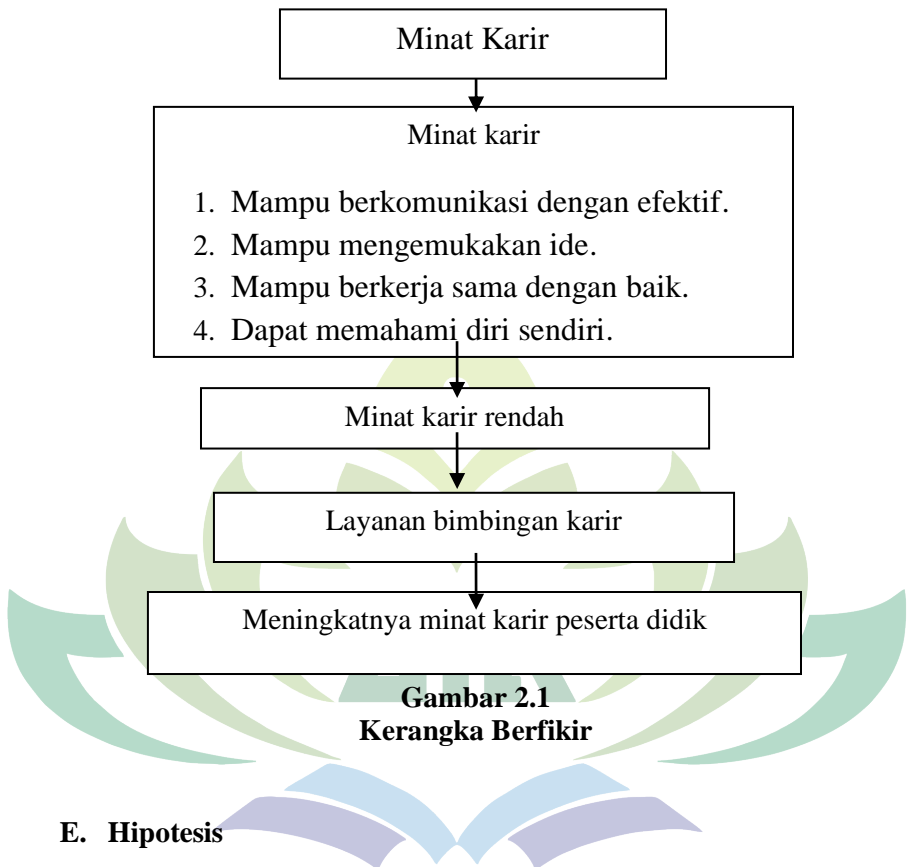 Minat Karir
Minat karir
1. Mampu berkomunikasi dengan efektif.
2. Mampu mengemukakan ide.
3. Mampu berkerja sama dengan baik.
4. Dapat memahami diri sendiri.
Minat karir rendah
Layanan bimbingan karir
Meningkatnya minat karir peserta didik
Gambar 2.1
Kerangka Berfikir
E. Hipotesis